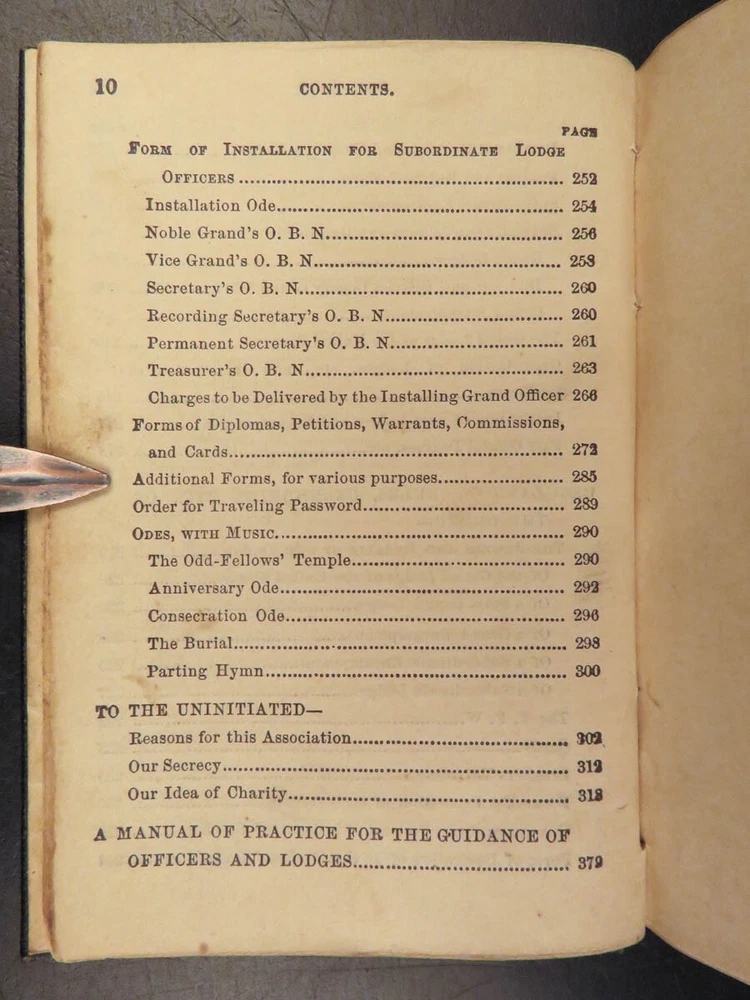 10 CONTENTS.
PAGE
FORM OF INSTALLATION FOR SUBORDINATE LODGE
OFFICERS ........................................................ 252
Installation Ode........................................................ 254
Noble Grand's O. B. N........................................................ 256
Vice Grand's O. B. N........................................................ 258
Secretary's O. B. N........................................................ 260
Recording Secretary's O. B. N........................................ 260
Permanent Secretary's O. B. N........................................ 261
Treasurer's O. B. N........................................................ 263
Charges to be Delivered by the Installing Grand Officer 266
Forms of Diplomas, Petitions, Warrants, Commissions,
and Cards........................................................ 272
Additional Forms, for various purposes........................ 285
Order for Traveling Password........................................ 289
ODES, WITH MUSIC........................................................ 290
The Odd-Fellows' Temple........................................ 290
Anniversary Ode........................................................ 292
Consecration Ode........................................................ 296
The Burial........................................................ 298
Parting Hymn........................................................ 300
TO THE UNINITIATED—
Reasons for this Association........................................ 302
Our Secrecy........................................................ 312
Our Idea of Charity........................................................ 318
A MANUAL OF PRACTICE FOR THE GUIDANCE OF
OFFICERS AND LODGES........................................ 379